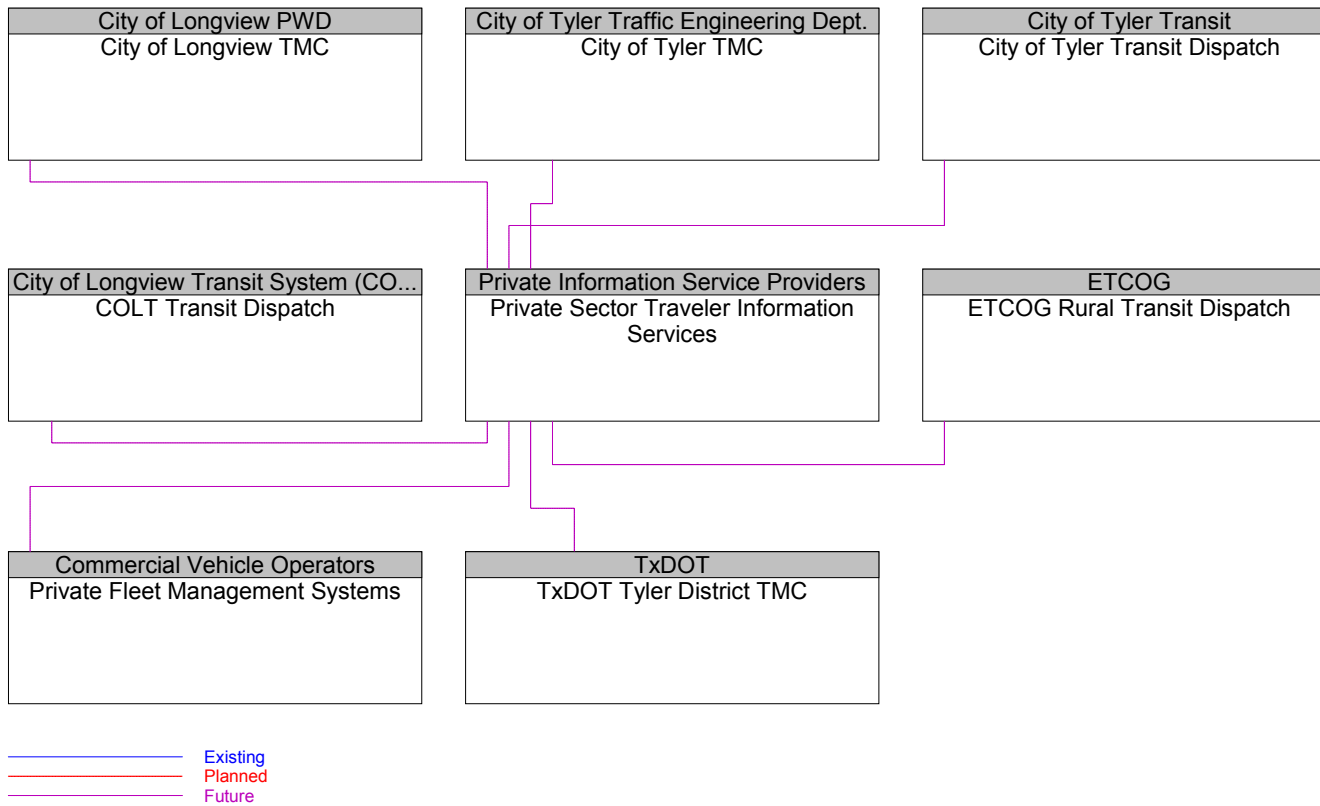 City of Longview PWD
City of Longview TMC
City of Tyler Traffic Engineering Dept.
City of Tyler TMC
City of Tyler Transit
City of Tyler Transit Dispatch
City of Longview Transit System (CO...
COLT Transit Dispatch
Private Information Service Providers
Private Sector Traveler Information
Services
ETCOG
ETCOG Rural Transit Dispatch
Commercial Vehicle Operators
Private Fleet Management Systems
TxDOT
TxDOT Tyler District TMC
Existing
Planned
Future